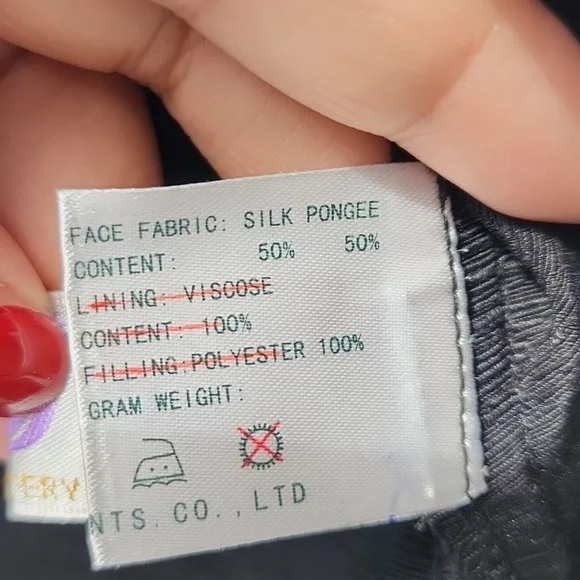 FACE FABRIC: SILK PONGEE
CONTENT: 50% 50%
LINING: VISCOSE
CONTENT: 100%
FILLING:POLYESTER 100%
GRAM WEIGHT:
NTS. CO., LTD